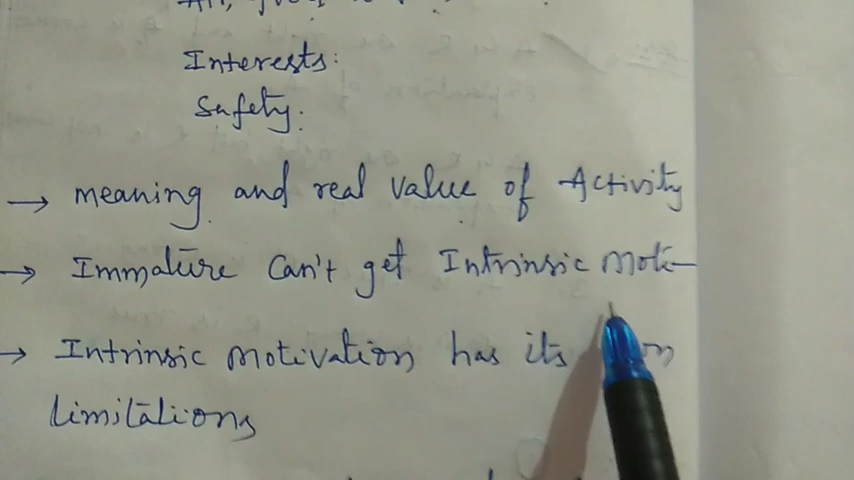 Interests:
Safety:
→ meaning and real value of Activity
→ Immature Can't get Intrinsic moti-
→ Intrinsic motivation has its
limitations